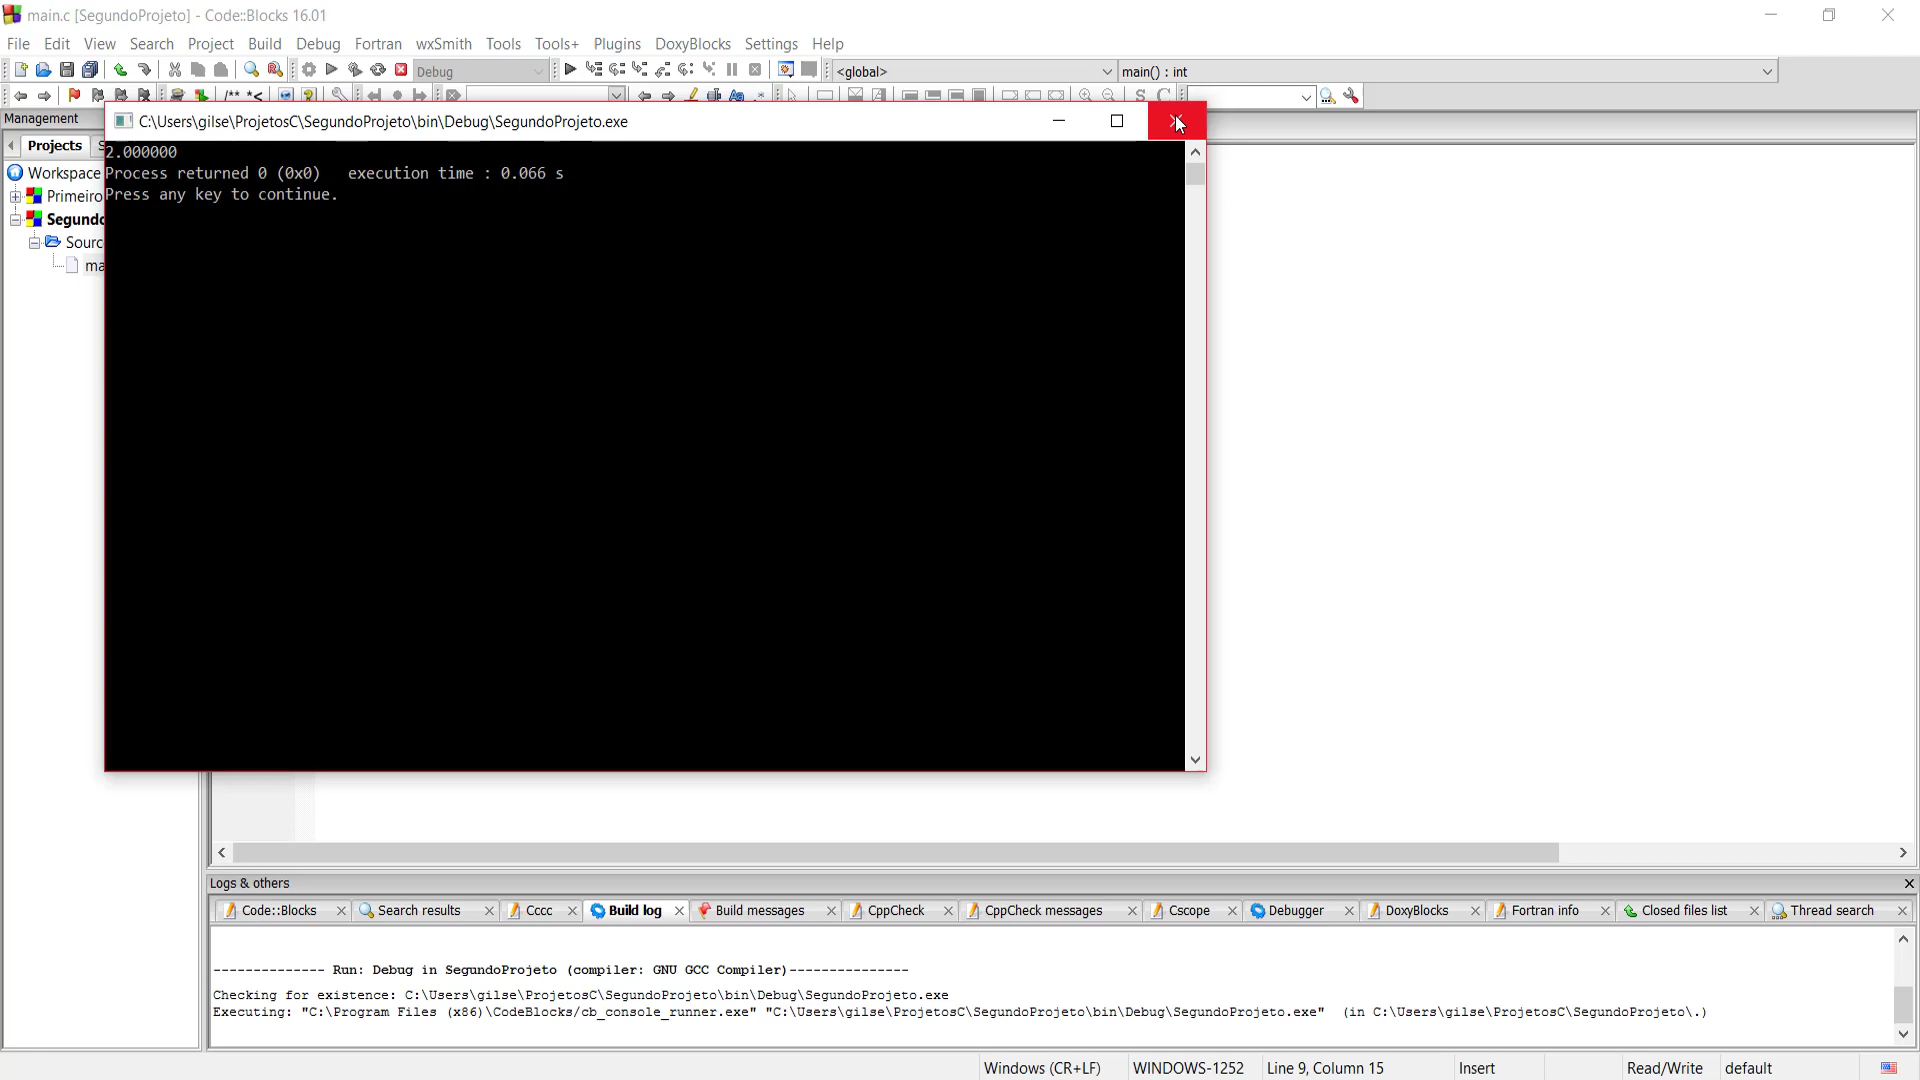 main.c [SegundoProjeto] - Code::Blocks 16.01
File Edit View Search Project Build Debug Fortran wxSmith Tools Tools+ Plugins DoxyBlocks Settings Help
Debug <global> main() : int
/** *<
S C
Management
C:\Users\gilse\ProjetosC\SegundoProjeto\bin\Debug\SegundoProjeto.exe
Projects S
2.000000
Workspace
Process returned 0 (0x0)   execution time : 0.066 s
Primeiro
Press any key to continue.
Segundo
Sourc
ma
Logs & others
Code::Blocks Search results Cccc Build log Build messages CppCheck CppCheck messages Cscope Debugger DoxyBlocks Fortran info Closed files list Thread search
-------------- Run: Debug in SegundoProjeto (compiler: GNU GCC Compiler)---------------
Checking for existence: C:\Users\gilse\ProjetosC\SegundoProjeto\bin\Debug\SegundoProjeto.exe
Executing: "C:\Program Files (x86)\CodeBlocks/cb_console_runner.exe" "C:\Users\gilse\ProjetosC\SegundoProjeto\bin\Debug\SegundoProjeto.exe"  (in C:\Users\gilse\ProjetosC\SegundoProjeto\.)
Windows (CR+LF) WINDOWS-1252 Line 9, Column 15 Insert Read/Write default